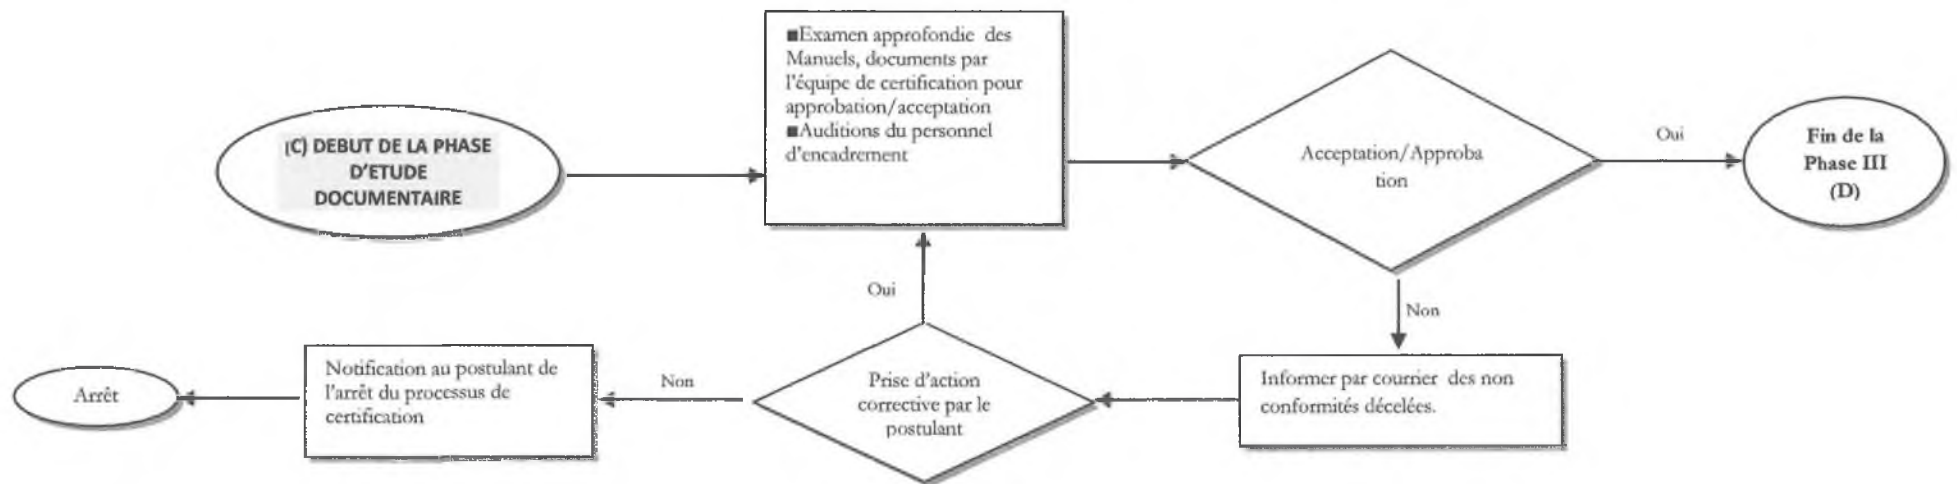 ■Examen approfondie des
Manuels, documents par
l'équipe de certification pour
approbation/acceptation
■Auditions du personnel
d'encadrement
(C) DEBUT DE LA PHASE
D'ETUDE
DOCUMENTAIRE
Acceptation/Approba
tion
Oui
Fin de la
Phase III
(D)
Oui
Non
Arrêt
Notification au postulant de
l'arrêt du processus de
certification
Non
Prise d'action
corrective par le
postulant
Informer par courrier des non
conformités décelées.